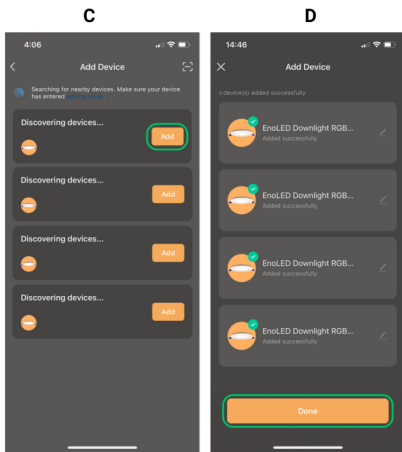 C
4:06
Add Device
Searching for nearby devices. Make sure your device
has entered pairing mode.
Discovering devices...
Add
Discovering devices...
Add
Discovering devices...
Add
Discovering devices...
Add
D
14:46
Add Device
device(s) added successfully
EnoLED Downlight RGB...
Added successfully
EnoLED Downlight RGB...
Added successfully
EnoLED Downlight RGB...
Added successfully
EnoLED Downlight RGB...
Added successfully
Done